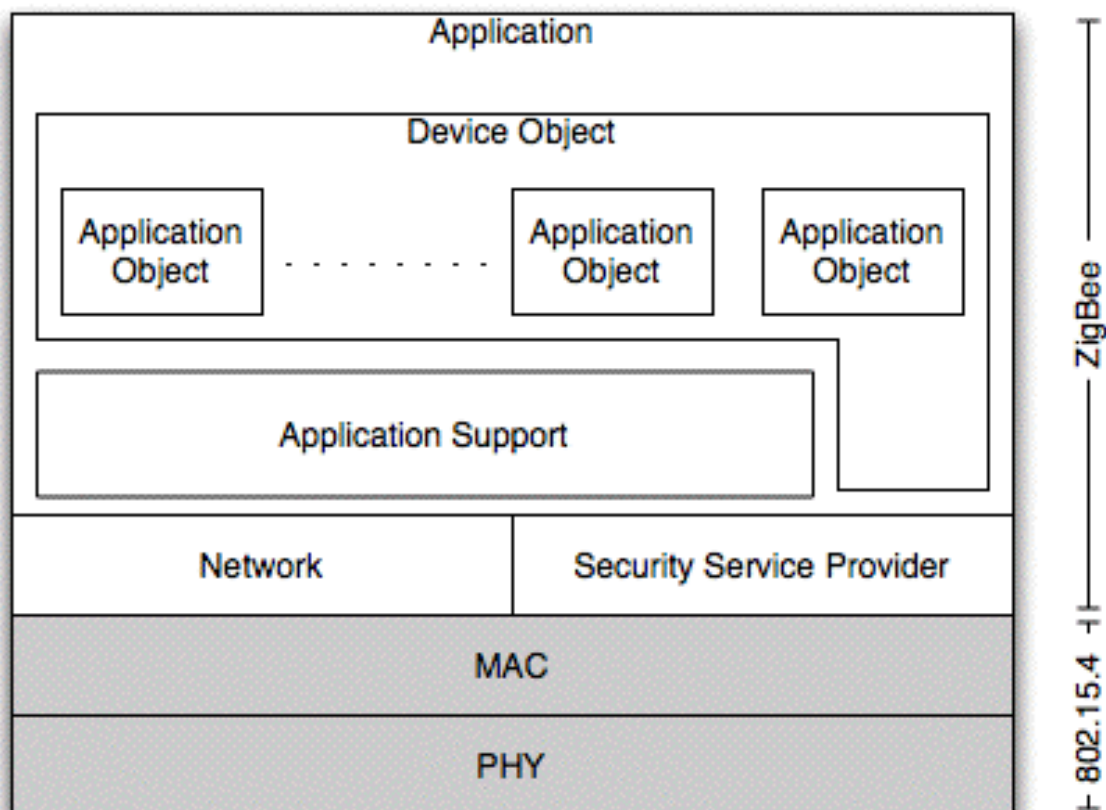 Application
Device Object
Application
Object
Application
Object
Application
Object
Application Support
Network
Security Service Provider
MAC
PHY
ZigBee
802.15.4